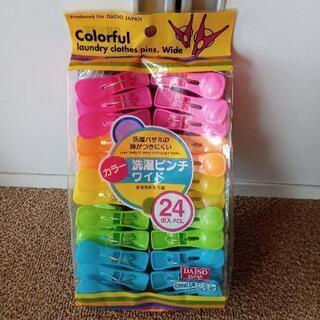 Produced for DAISO JAPAN
Colorful
laundry clothes pins, Wide
洗濯バサミの
跡がつきにくい
カラー
洗濯ピンチ
ワイド
24
個入 PCS.
DAISO
JAPAN